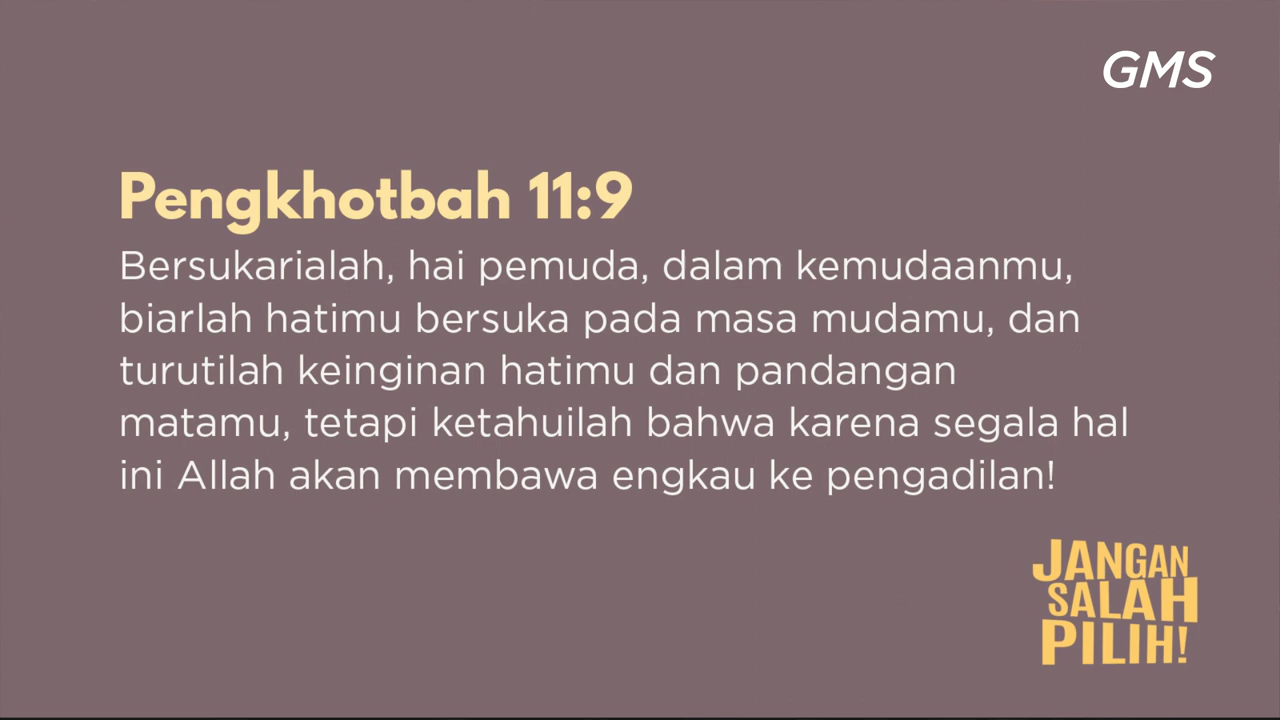 GMS
Pengkhotbah 11:9
Bersukarialah, hai pemuda, dalam kemudaanmu,
biarlah hatimu bersuka pada masa mudamu, dan
turutilah keinginan hatimu dan pandangan
matamu, tetapi ketahuilah bahwa karena segala hal
ini Allah akan membawa engkau ke pengadilan!
JANGAN
SALAH
PILIH!